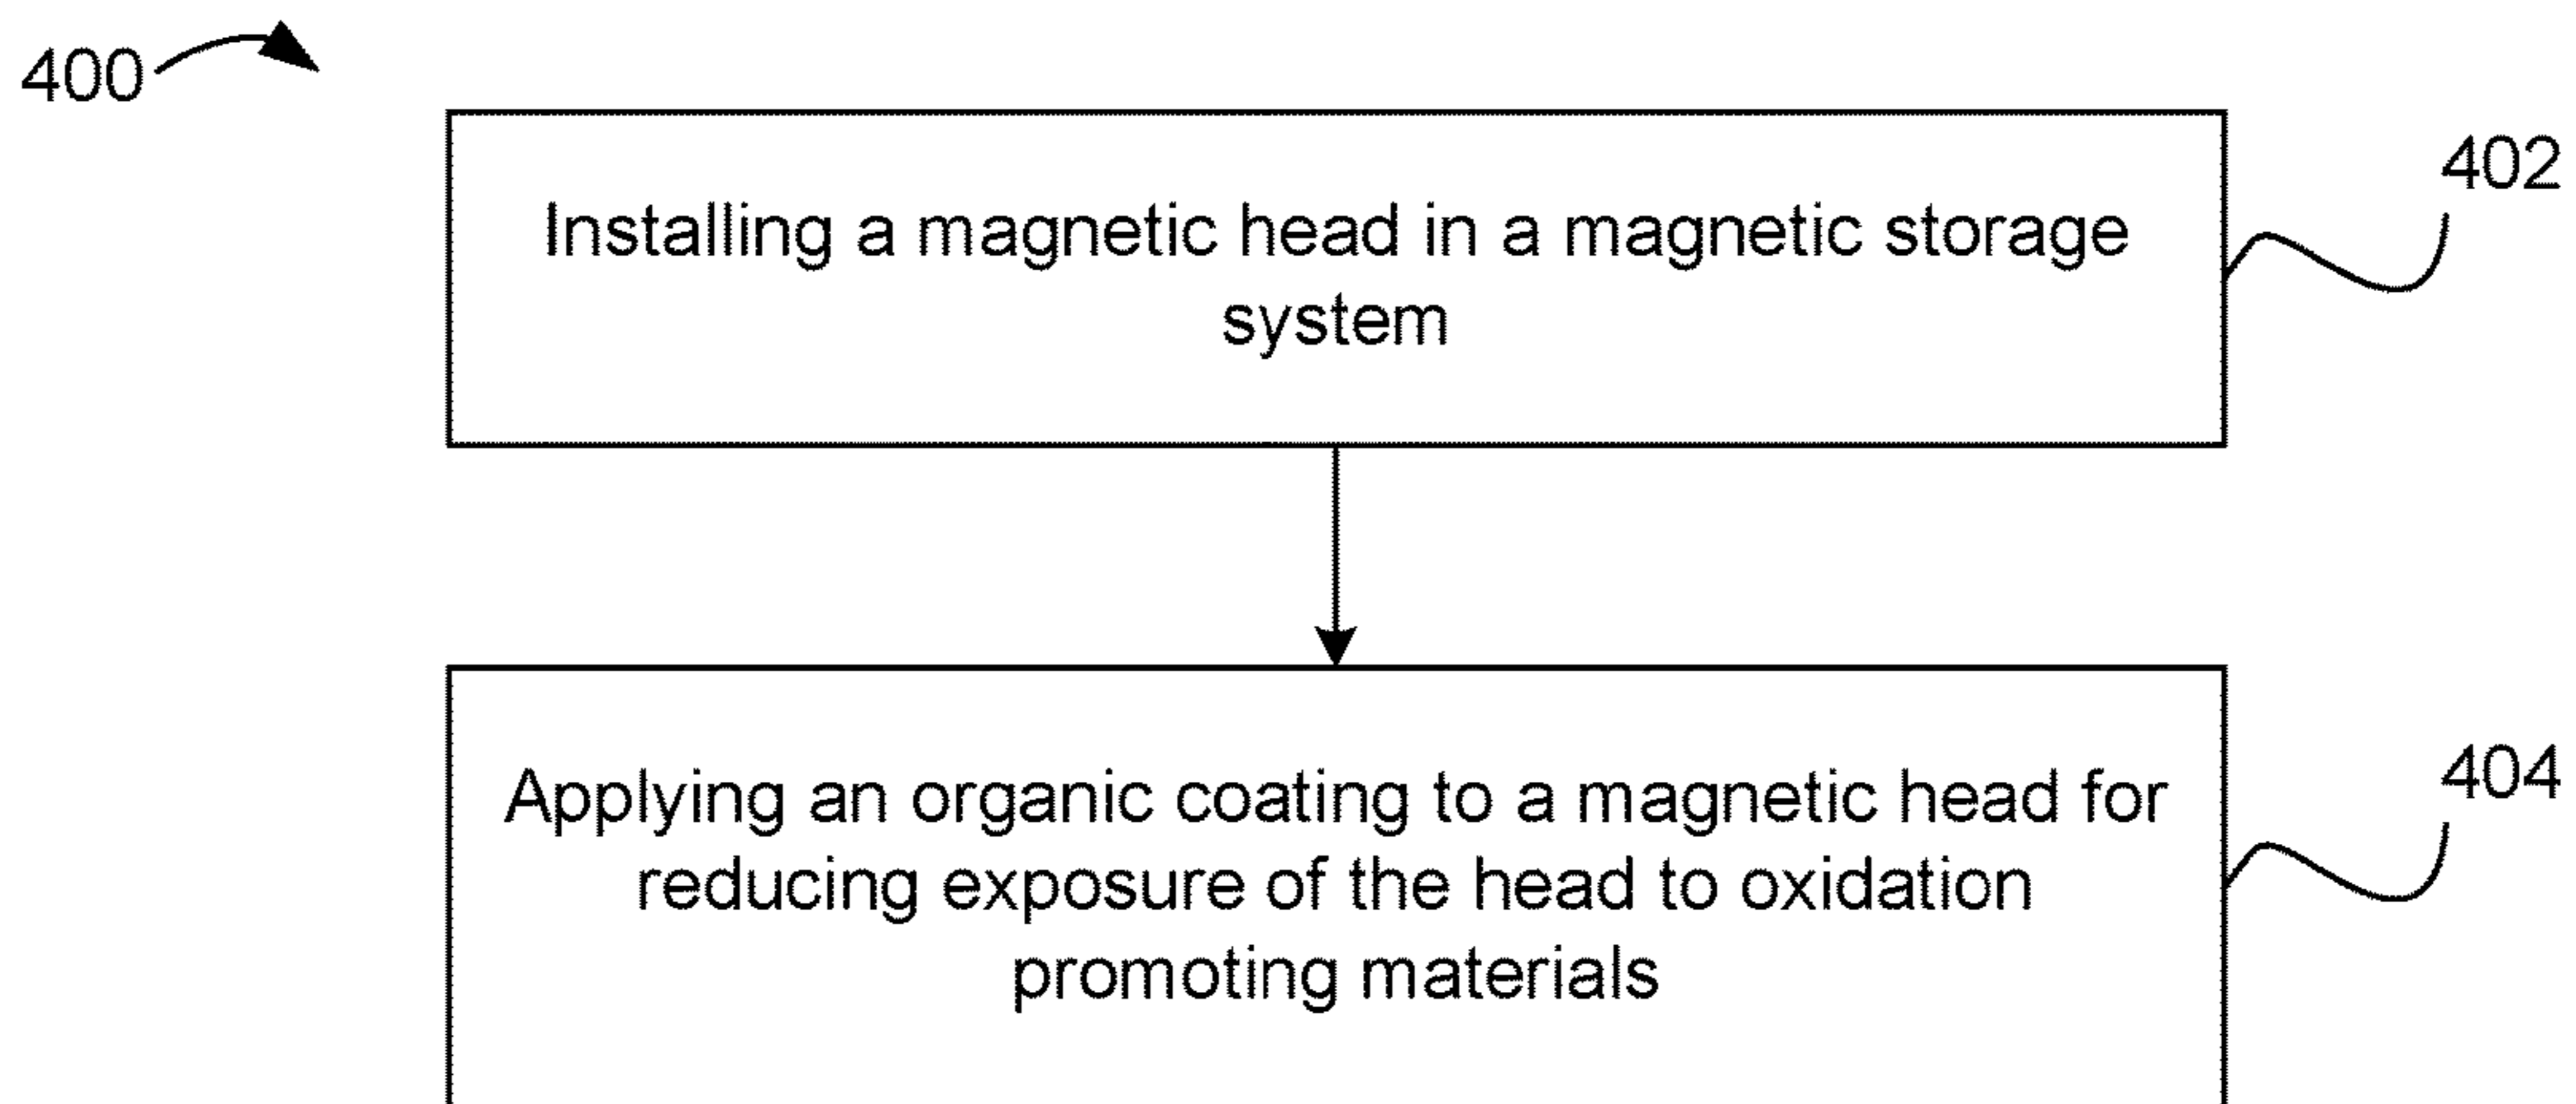 400
Installing a magnetic head in a magnetic storage
system
402
Applying an organic coating to a magnetic head for
reducing exposure of the head to oxidation
promoting materials
404